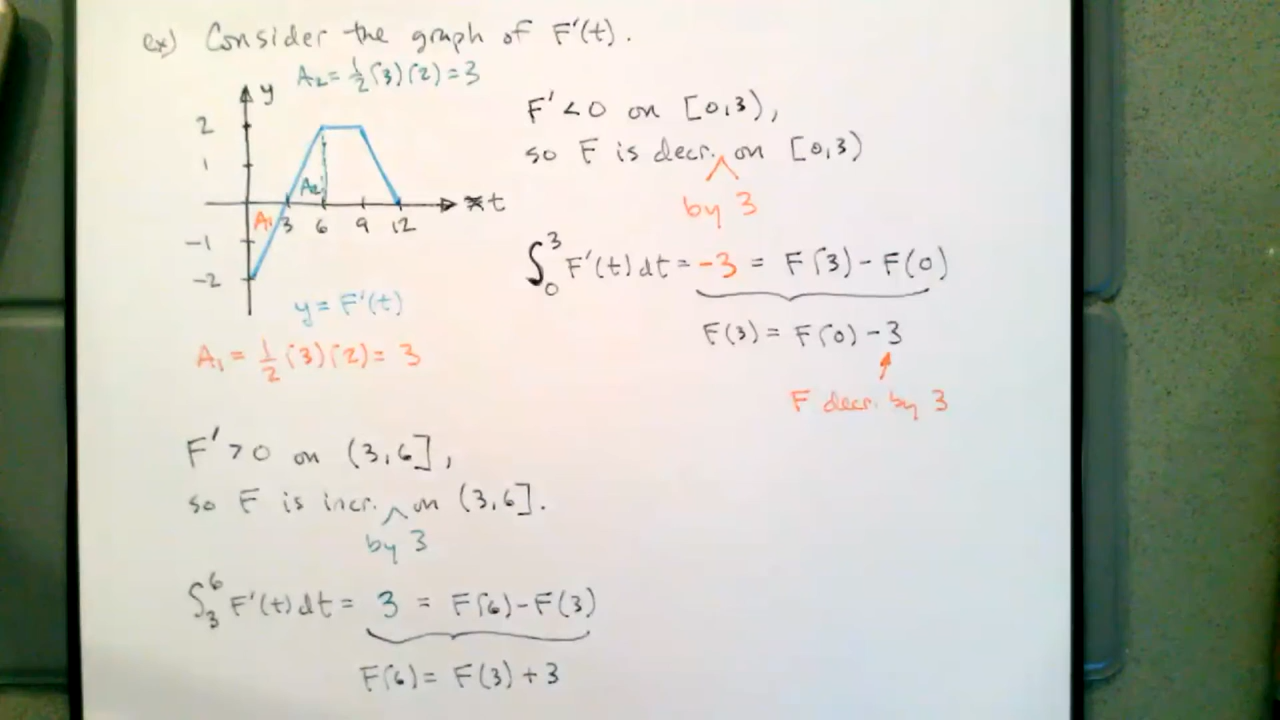 ex) Consider the graph of F'(t).
A₂ = ½(3)(2) = 3
y
2
1
-1
-2
A₁
A₂
3 6 9 12
t
y = F'(t)
A₁ = ½(3)(2) = 3
F' < 0 on [0,3),
so F is decr. ^ on [0,3)
by 3
∫₀³ F'(t) dt = -3 = F(3) - F(0)
F(3) = F(0) - 3
F decr. by 3
F' > 0 on (3,6],
so F is incr. ^ on (3,6].
by 3
∫₃⁶ F'(t) dt = 3 = F(6) - F(3)
F(6) = F(3) + 3